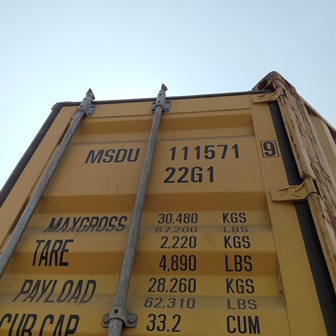 MSDU 111571 9
22G1
MAXGROSS 30.480 KGS
67.200 LBS
TARE 2.220 KGS
4,890 LBS
PAYLOAD 28.260 KGS
62.310 LBS
CUB CAP 33.2 CUM